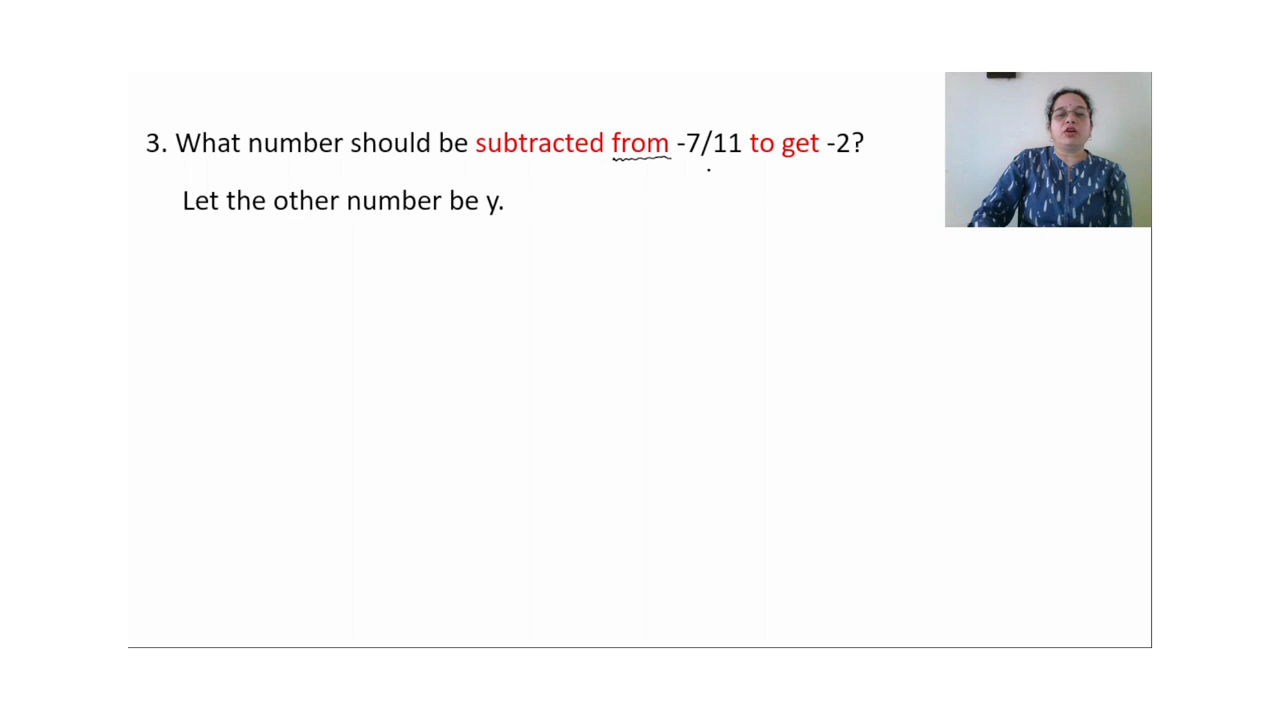 3. What number should be subtracted from -7/11 to get -2?
Let the other number be y.